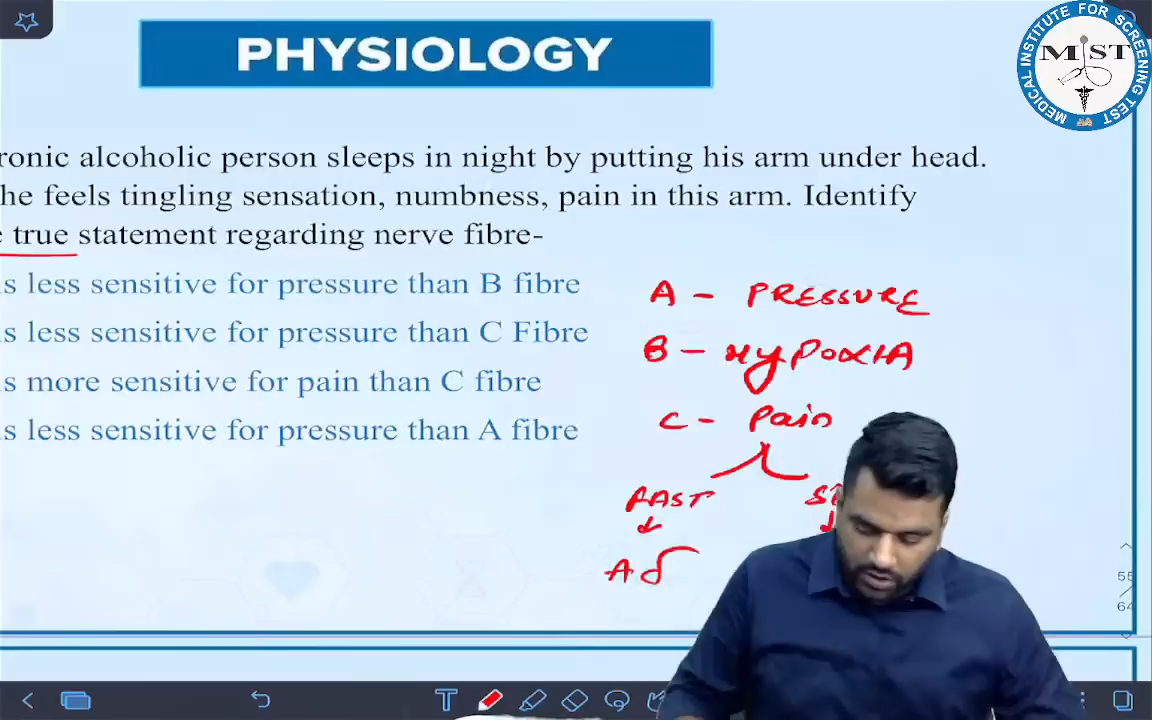 PHYSIOLOGY
MEDICAL INSTITUTE FOR SCREENING TEST
MIST
ronic alcoholic person sleeps in night by putting his arm under head.
he feels tingling sensation, numbness, pain in this arm. Identify
e true statement regarding nerve fibre-
s less sensitive for pressure than B fibre
s less sensitive for pressure than C Fibre
s more sensitive for pain than C fibre
s less sensitive for pressure than A fibre
A - PRESSURE
B - HYPOXIA
C - Pain
FAST
Aδ
55
64
T